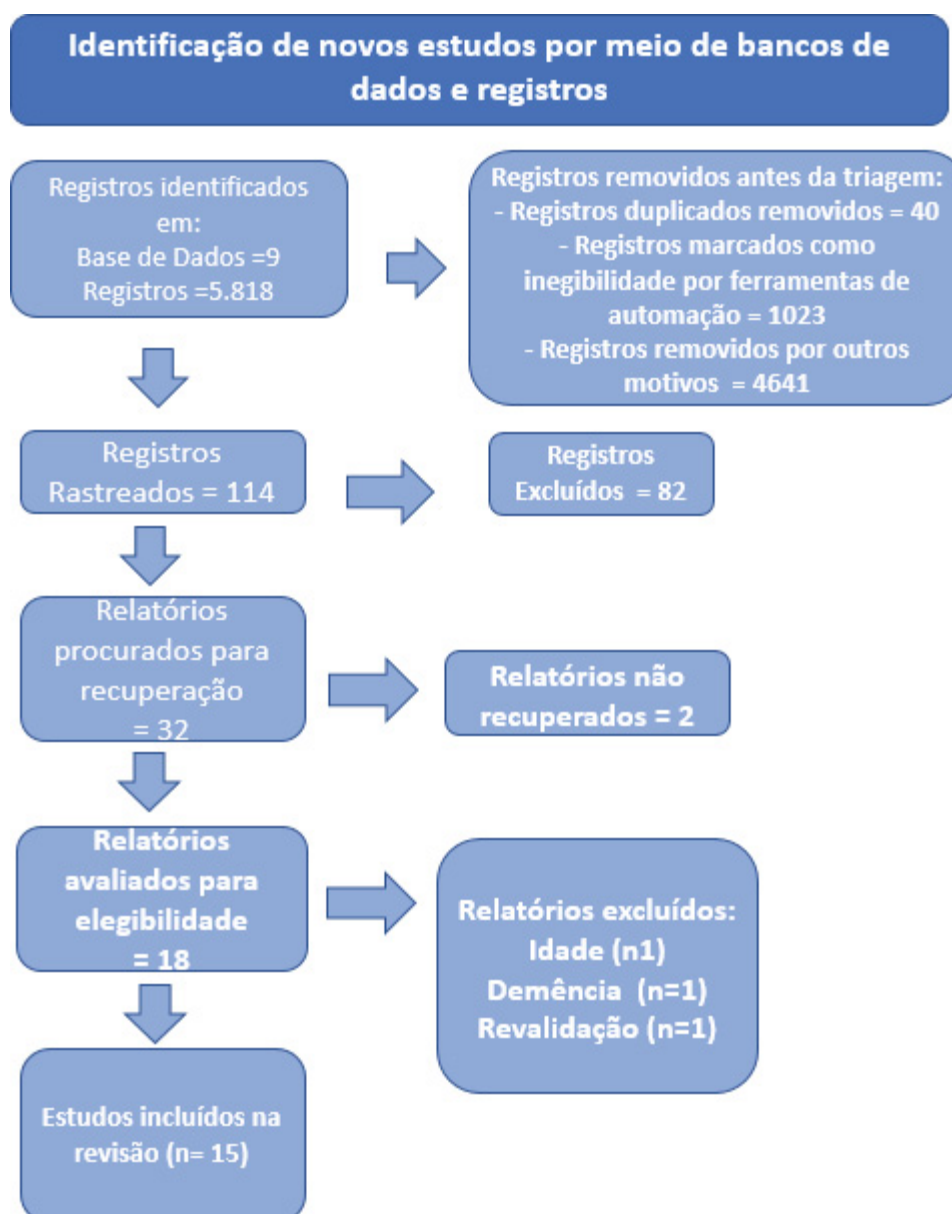 Identificação de novos estudos por meio de bancos de
dados e registros
Registros identificados
em:
Base de Dados =9
Registros =5.818
Registros removidos antes da triagem:
- Registros duplicados removidos = 40
- Registros marcados como
inegibilidade por ferramentas de
automação = 1023
- Registros removidos por outros
motivos = 4641
Registros
Rastreados = 114
Registros
Excluídos = 82
Relatórios
procurados para
recuperação
= 32
Relatórios não
recuperados = 2
Relatórios
avaliados para
elegibilidade
= 18
Relatórios excluídos:
Idade (n1)
Demência (n=1)
Revalidação (n=1)
Estudos incluídos na
revisão (n= 15)